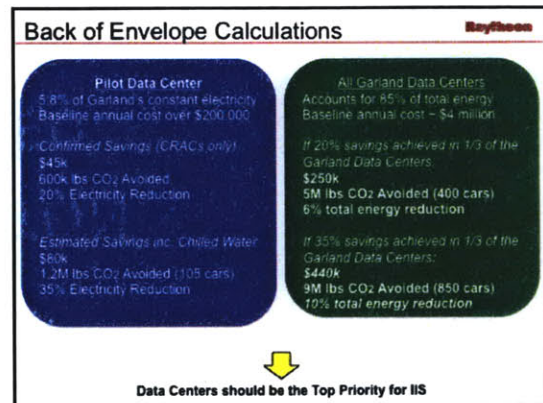 Back of Envelope Calculations
Raytheon
Pilot Data Center
5.8% of Garland's constant electricity
Baseline annual cost over $200,000
Confirmed Savings (CRACs only)
$45k
600k lbs CO2 Avoided
20% Electricity Reduction
Estimated Savings inc. Chilled Water
$80k
1.2M lbs CO2 Avoided (105 cars)
35% Electricity Reduction
All Garland Data Centers
Accounts for 85% of total energy
Baseline annual cost ~ $4 million
If 20% savings achieved in 1/3 of the
Garland Data Centers:
$250k
5M lbs CO2 Avoided (400 cars)
6% total energy reduction
If 35% savings achieved in 1/3 of the
Garland Data Centers:
$440k
9M lbs CO2 Avoided (850 cars)
10% total energy reduction
Data Centers should be the Top Priority for IIS